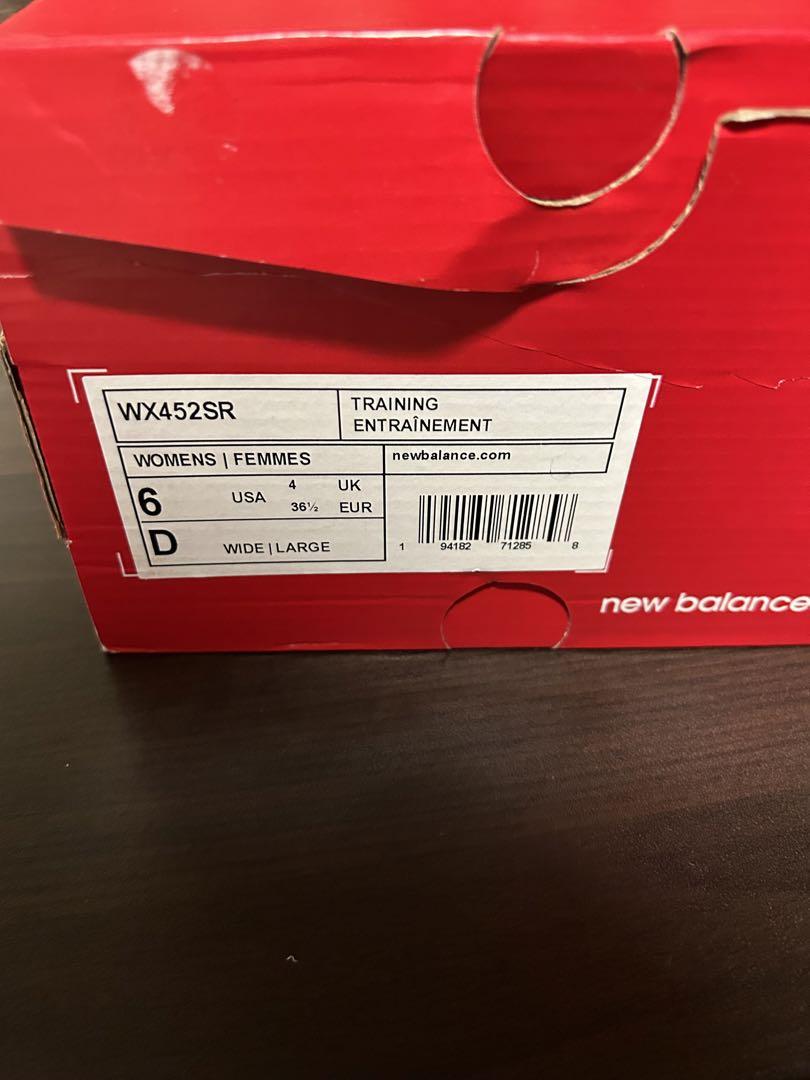 WX452SR
TRAINING
ENTRAÎNEMENT
WOMENS | FEMMES
newbalance.com
6 USA 4 UK
36½ EUR
D WIDE | LARGE
1 94182 71285 8
new balance